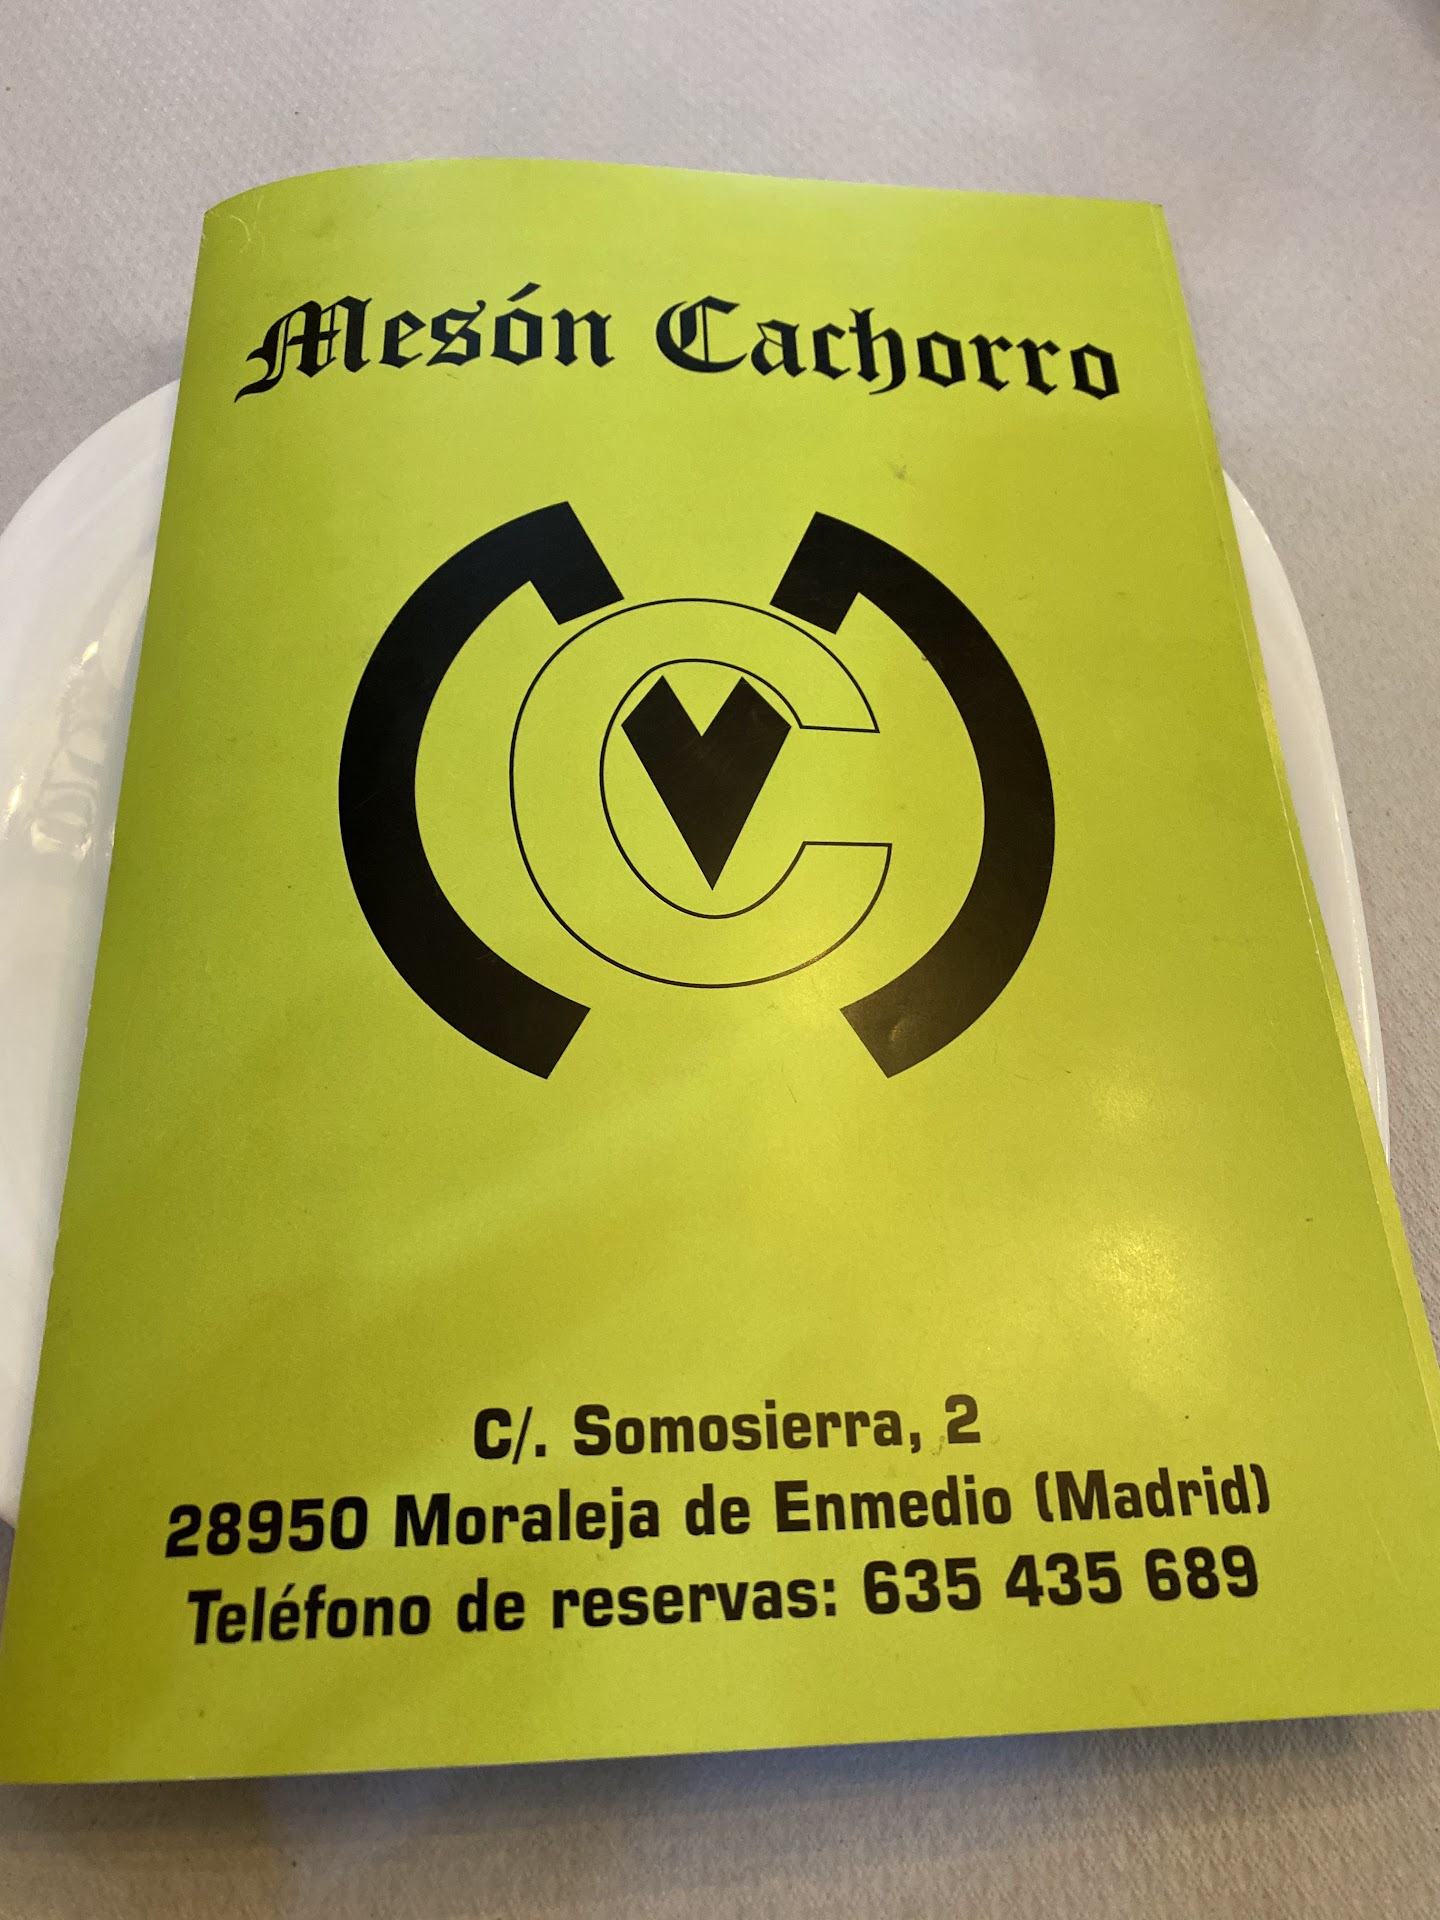 Mesón Cachorro
C
C/. Somosierra, 2
28950 Moraleja de Enmedio (Madrid)
Teléfono de reservas: 635 435 689